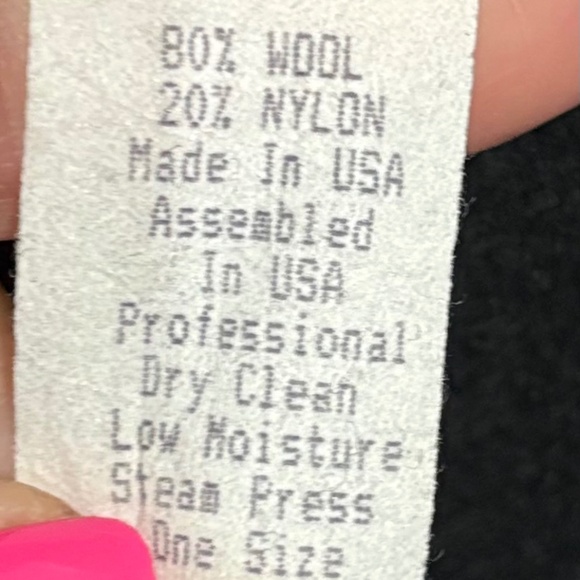 80% WOOL
20% NYLON
Made In USA
Assembled
In USA
Professional
Dry Clean
Low Moisture
Steam Press
One Size